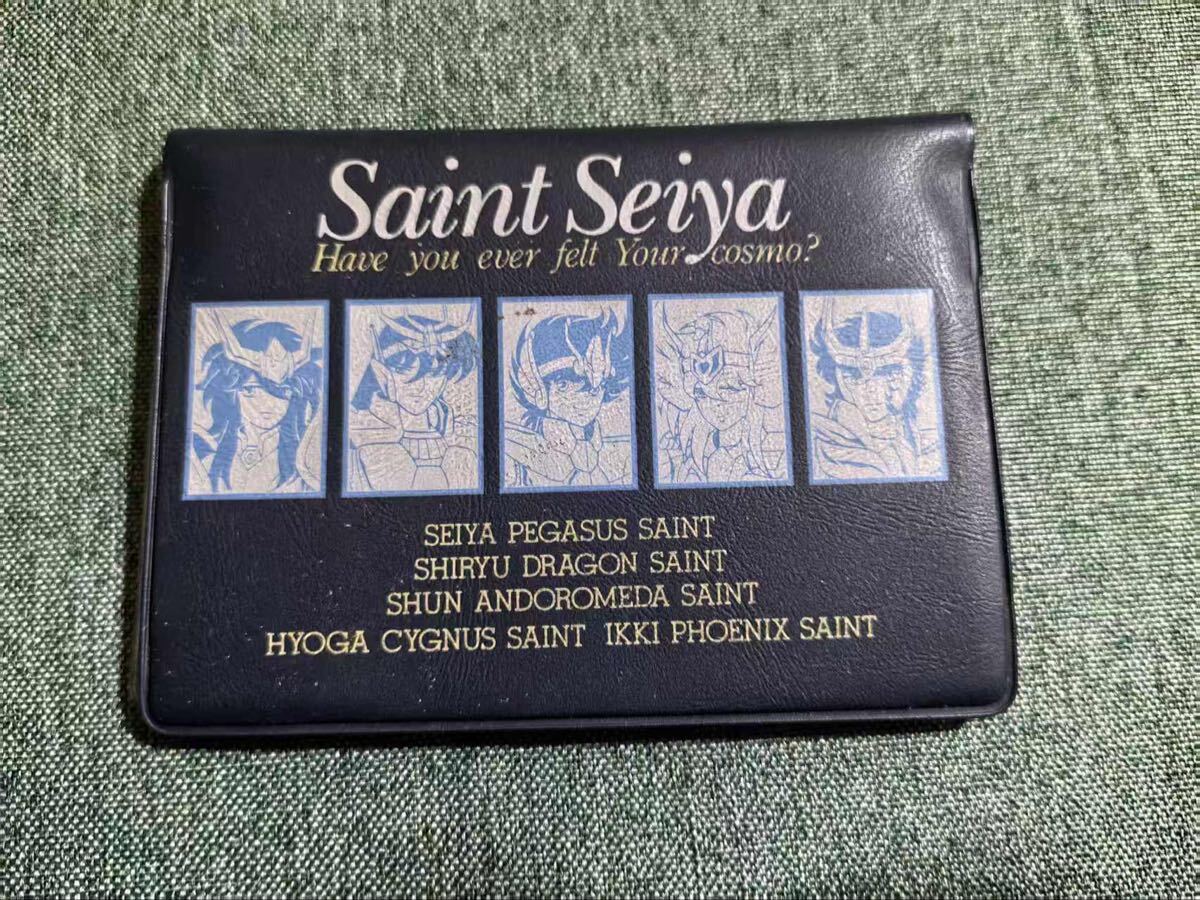 Saint Seiya
Have you ever felt Your cosmo?
SEIYA PEGASUS SAINT
SHIRYU DRAGON SAINT
SHUN ANDOROMEDA SAINT
HYOGA CYGNUS SAINT IKKI PHOENIX SAINT